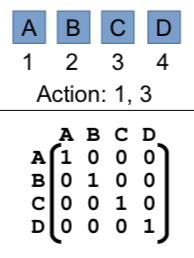 A B C D
1 2 3 4
Action: 1, 3
A B C D
A 1 0 0 0
B 0 1 0 0
C 0 0 1 0
D 0 0 0 1